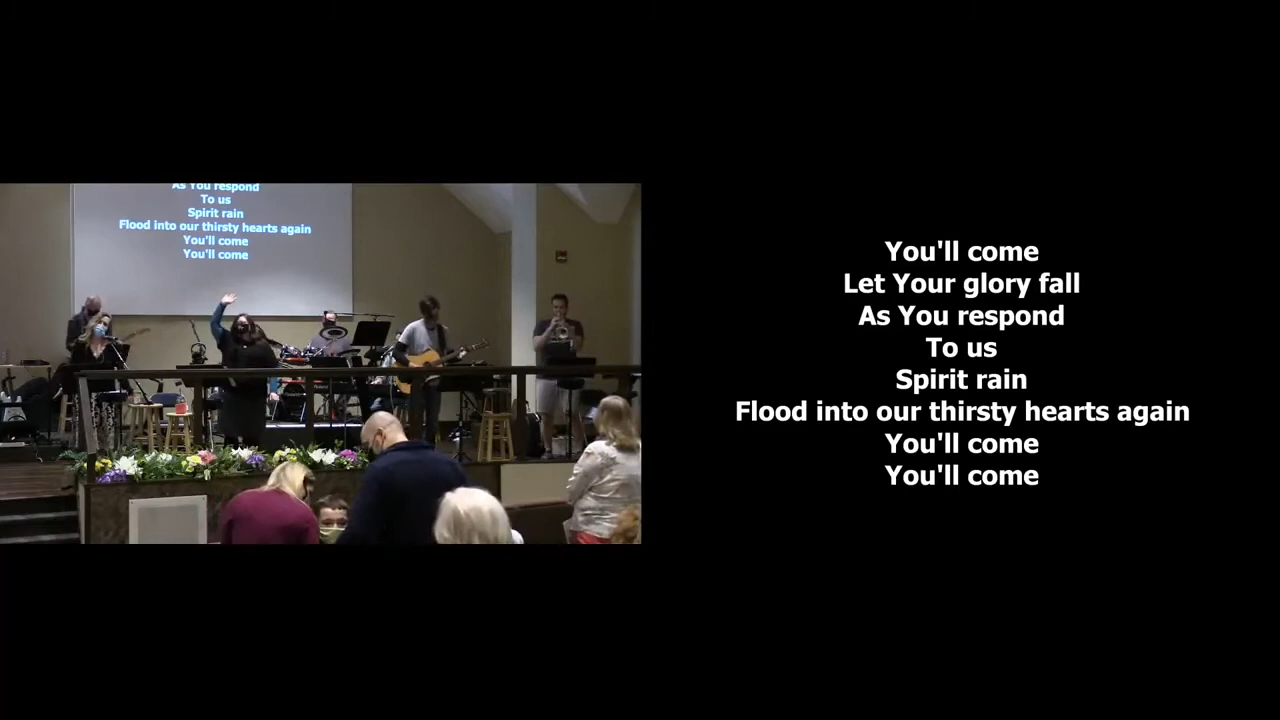 As You respond
To us
Spirit rain
Flood into our thirsty hearts again
You'll come
You'll come
You'll come
Let Your glory fall
As You respond
To us
Spirit rain
Flood into our thirsty hearts again
You'll come
You'll come